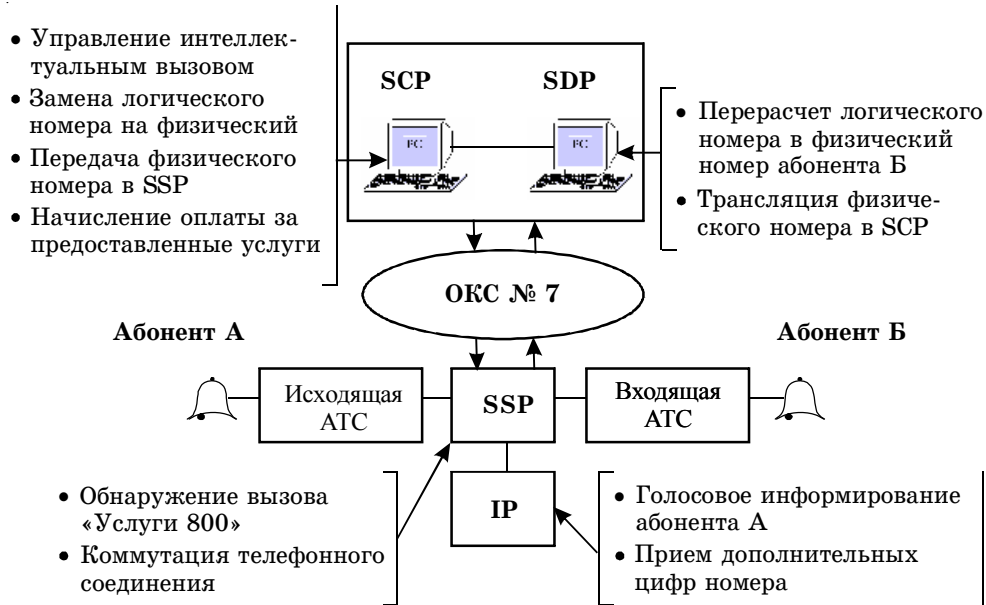 • Управление интеллек-
туальным вызовом
• Замена логического
номера на физический
• Передача физического
номера в SSP
• Начисление оплаты за
предоставленные услуги
SCP
SDP
PC
PC
• Перерасчет логического
номера в физический
номер абонента Б
• Трансляция физиче-
ского номера в SCP
ОКС № 7
Абонент А
Абонент Б
Исходящая
АТС
SSP
Входящая
АТС
• Обнаружение вызова
«Услуги 800»
• Коммутация телефонного
соединения
IP
• Голосовое информирование
абонента А
• Прием дополнительных
цифр номера